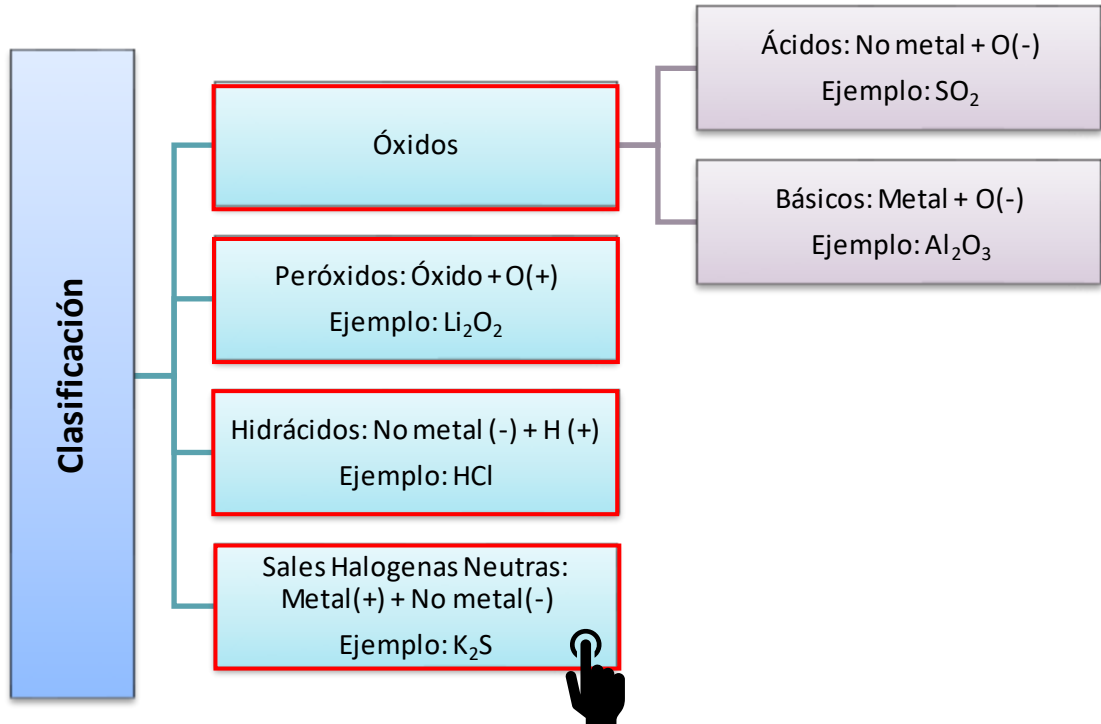 Clasificación
Óxidos
Ácidos: No metal + O(-)
Ejemplo: SO₂
Básicos: Metal + O(-)
Ejemplo: Al₂O₃
Peróxidos: Óxido + O(+)
Ejemplo: Li₂O₂
Hidrácidos: No metal (-) + H (+)
Ejemplo: HCl
Sales Halogenas Neutras:
Metal(+) + No metal(-)
Ejemplo: K₂S